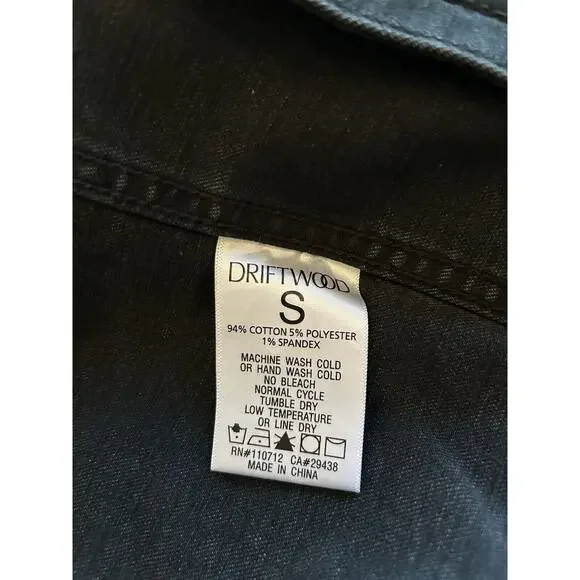 DRIFTWOOD
S
94% COTTON 5% POLYESTER
1% SPANDEX
MACHINE WASH COLD
OR HAND WASH COLD
NO BLEACH
NORMAL CYCLE
TUMBLE DRY
LOW TEMPERATURE
OR LINE DRY
RN#110712 CA#29438
MADE IN CHINA